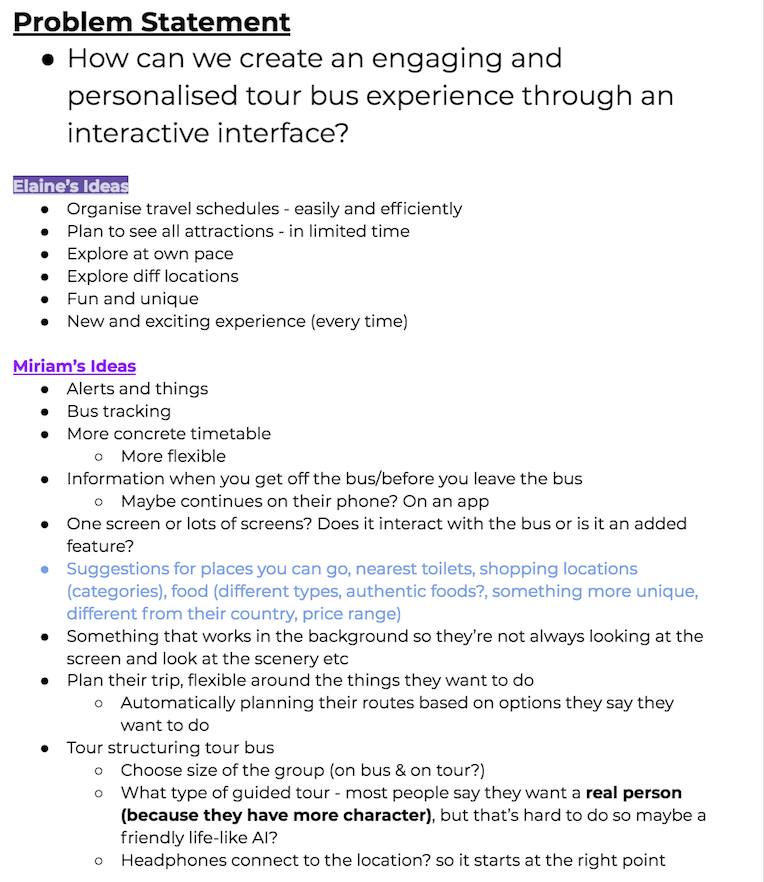 Problem Statement
● How can we create an engaging and
personalised tour bus experience through an
interactive interface?
Elaine's Ideas
● Organise travel schedules - easily and efficiently
● Plan to see all attractions - in limited time
● Explore at own pace
● Explore diff locations
● Fun and unique
● New and exciting experience (every time)
Miriam's Ideas
● Alerts and things
● Bus tracking
● More concrete timetable
○ More flexible
● Information when you get off the bus/before you leave the bus
○ Maybe continues on their phone? On an app
● One screen or lots of screens? Does it interact with the bus or is it an added
feature?
● Suggestions for places you can go, nearest toilets, shopping locations
(categories), food (different types, authentic foods?, something more unique,
different from their country, price range)
● Something that works in the background so they're not always looking at the
screen and look at the scenery etc
● Plan their trip, flexible around the things they want to do
○ Automatically planning their routes based on options they say they
want to do
● Tour structuring tour bus
○ Choose size of the group (on bus & on tour?)
○ What type of guided tour - most people say they want a real person
(because they have more character), but that's hard to do so maybe a
friendly life-like AI?
○ Headphones connect to the location? so it starts at the right point